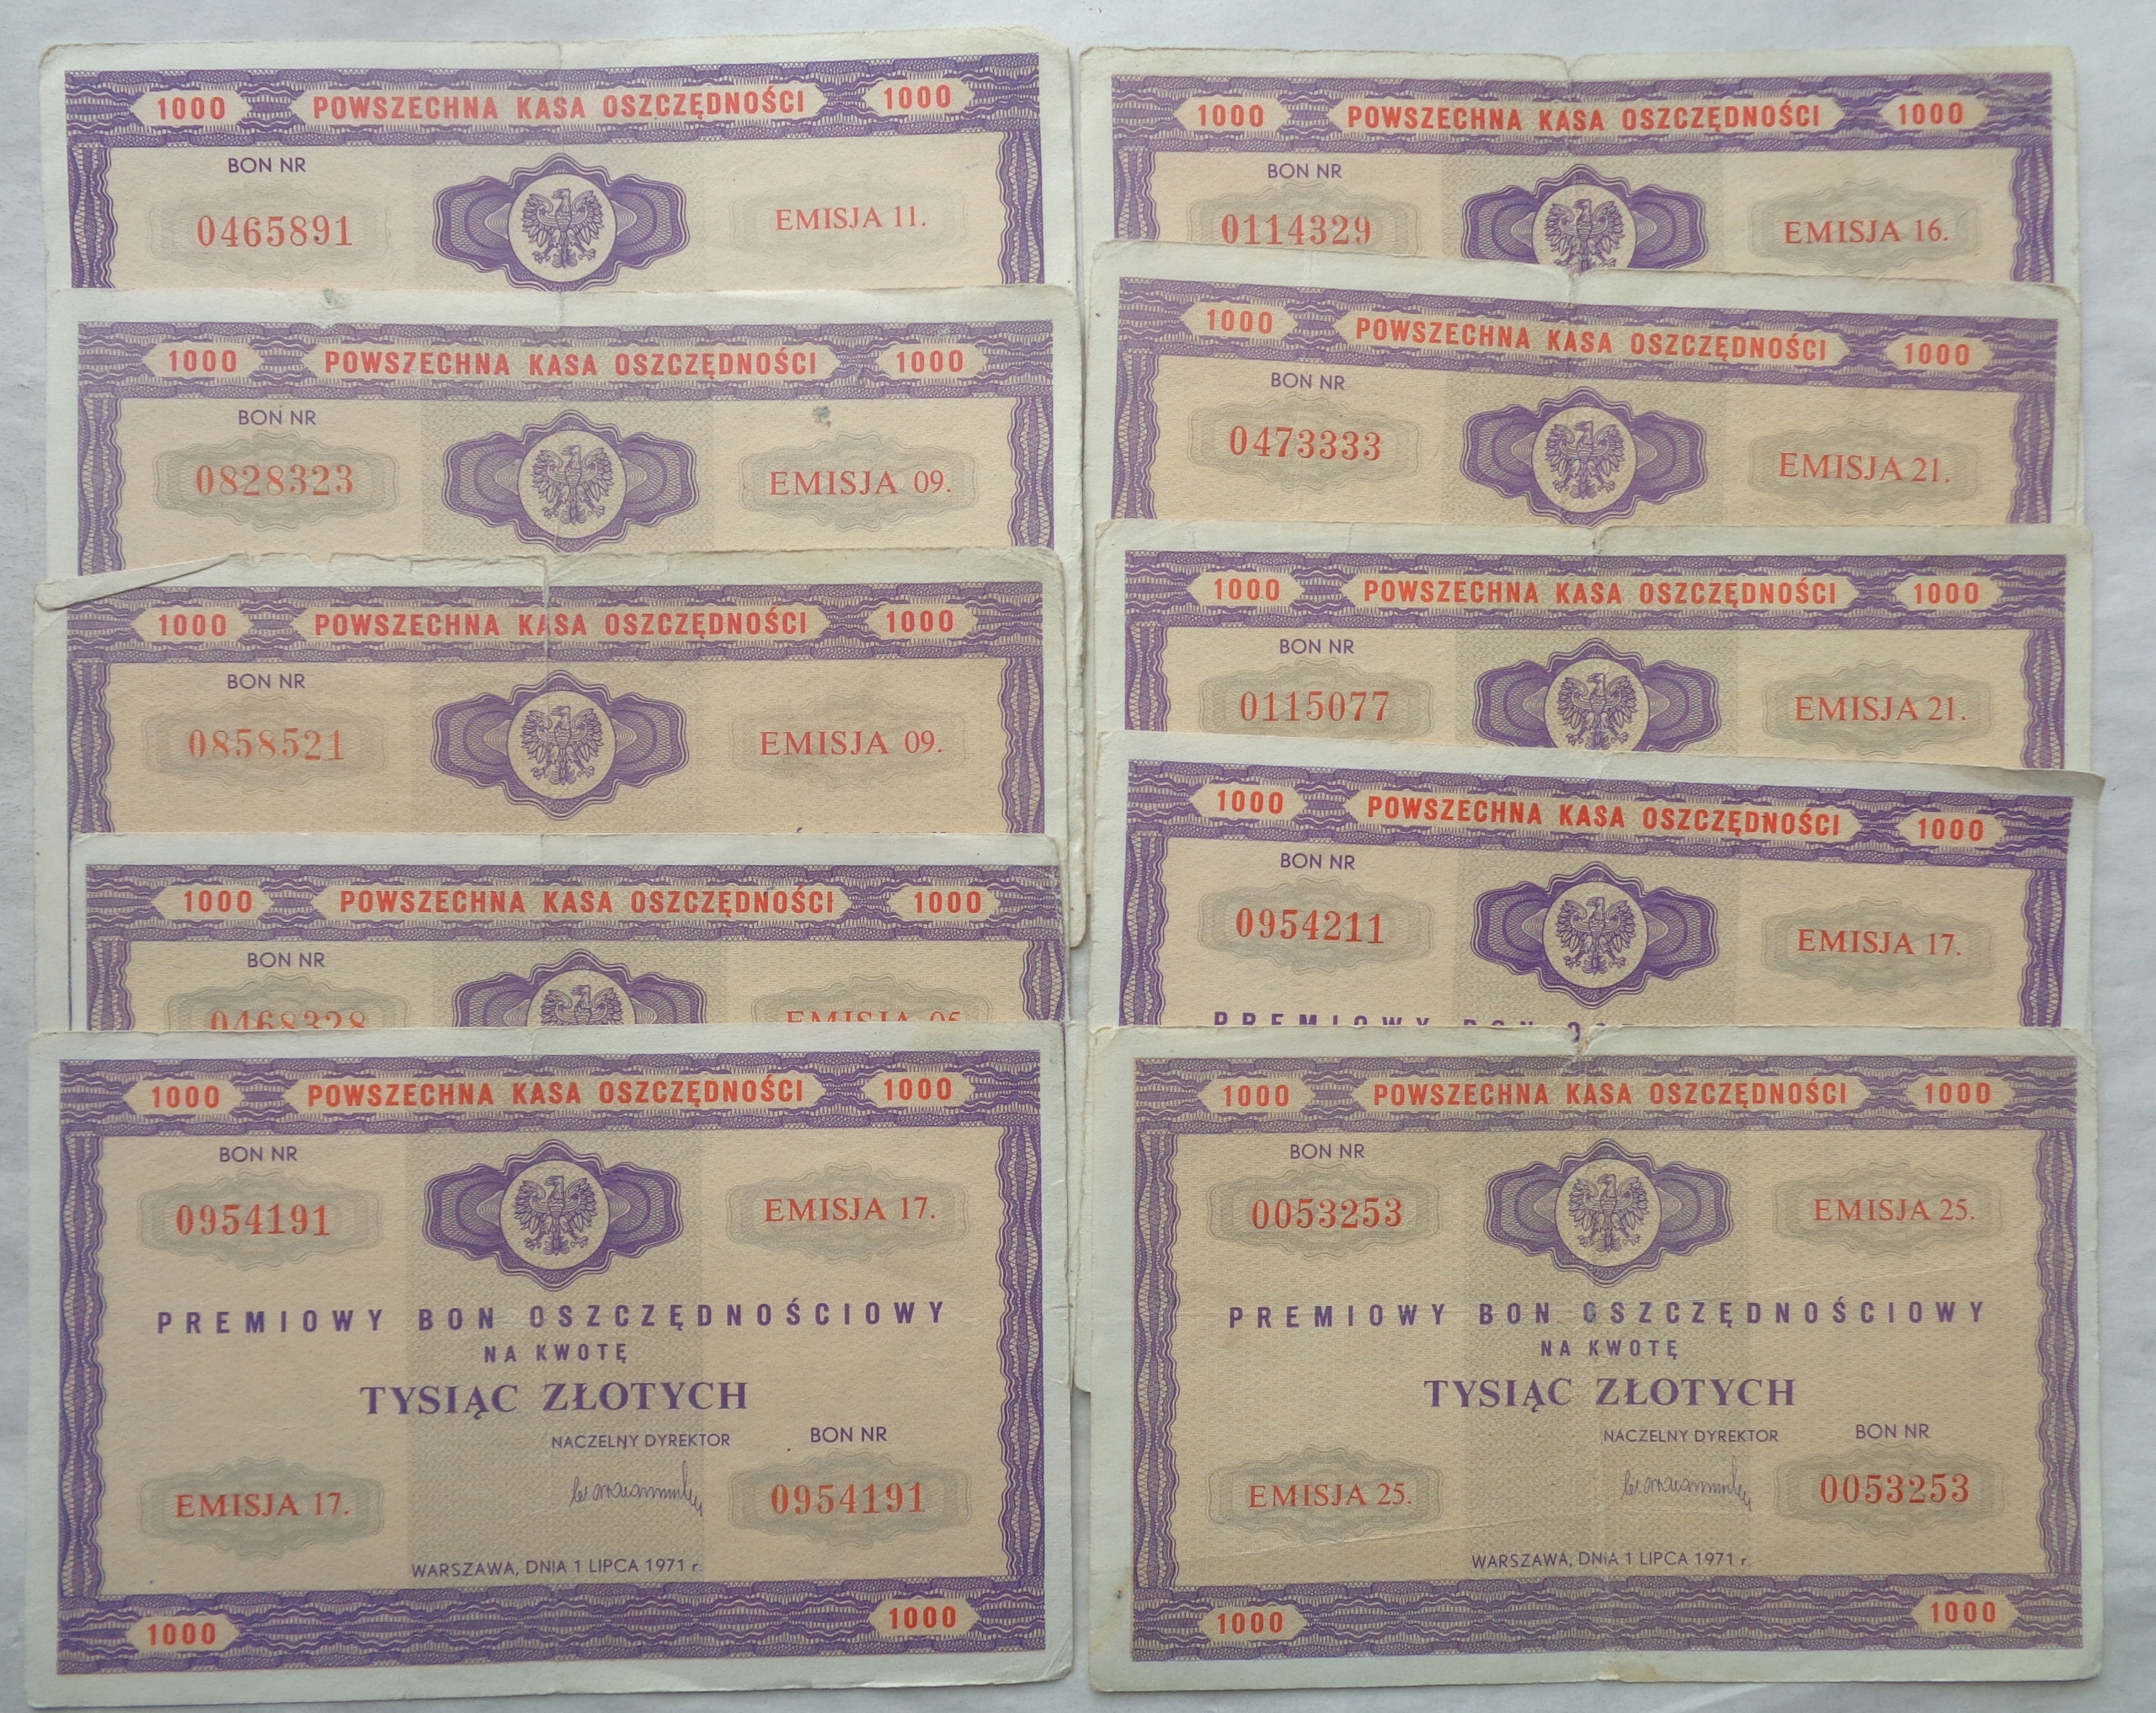 1000 POWSZECHNA KASA OSZCZĘDNOŚCI 1000
BON NR
0465891
EMISJA 11.
1000 POWSZECHNA KASA OSZCZĘDNOŚCI 1000
BON NR
0828323
EMISJA 09.
1000 POWSZECHNA KASA OSZCZĘDNOŚCI 1000
BON NR
0858521
EMISJA 09.
1000 POWSZECHNA KASA OSZCZĘDNOŚCI 1000
BON NR
0468328
EMISJA
1000 POWSZECHNA KASA OSZCZĘDNOŚCI 1000
BON NR
0954191
EMISJA 17.
PREMIOWY BON OSZCZĘDNOŚCIOWY
NA KWOTĘ
TYSIĄC ZŁOTYCH
NACZELNY DYREKTOR
BON NR
EMISJA 17.
0954191
WARSZAWA, DNIA 1 LIPCA 1971 r.
1000 1000
1000 POWSZECHNA KASA OSZCZĘDNOŚCI 1000
BON NR
0114329
EMISJA 16.
1000 POWSZECHNA KASA OSZCZĘDNOŚCI 1000
BON NR
0473333
EMISJA 21.
1000 POWSZECHNA KASA OSZCZĘDNOŚCI 1000
BON NR
0115077
EMISJA 21.
1000 POWSZECHNA KASA OSZCZĘDNOŚCI 1000
BON NR
0954211
EMISJA 17.
PREMIOWY BON
1000 POWSZECHNA KASA OSZCZĘDNOŚCI 1000
BON NR
0053253
EMISJA 25.
PREMIOWY BON OSZCZĘDNOŚCIOWY
NA KWOTĘ
TYSIĄC ZŁOTYCH
NACZELNY DYREKTOR
BON NR
EMISJA 25.
0053253
WARSZAWA, DNIA 1 LIPCA 1971 r.
1000 1000